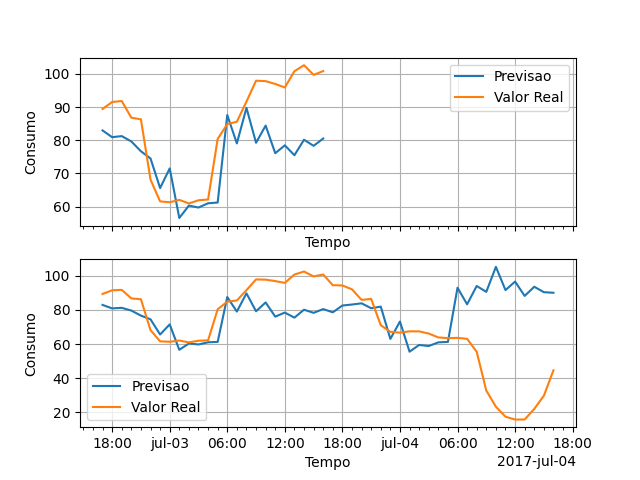 100
90
80
70
60
Consumo
Previsao
Valor Real
Tempo
100
80
60
40
20
Consumo
Previsao
Valor Real
18:00 jul-03 06:00 12:00 18:00 jul-04 06:00 12:00 18:00
Tempo
2017-jul-04